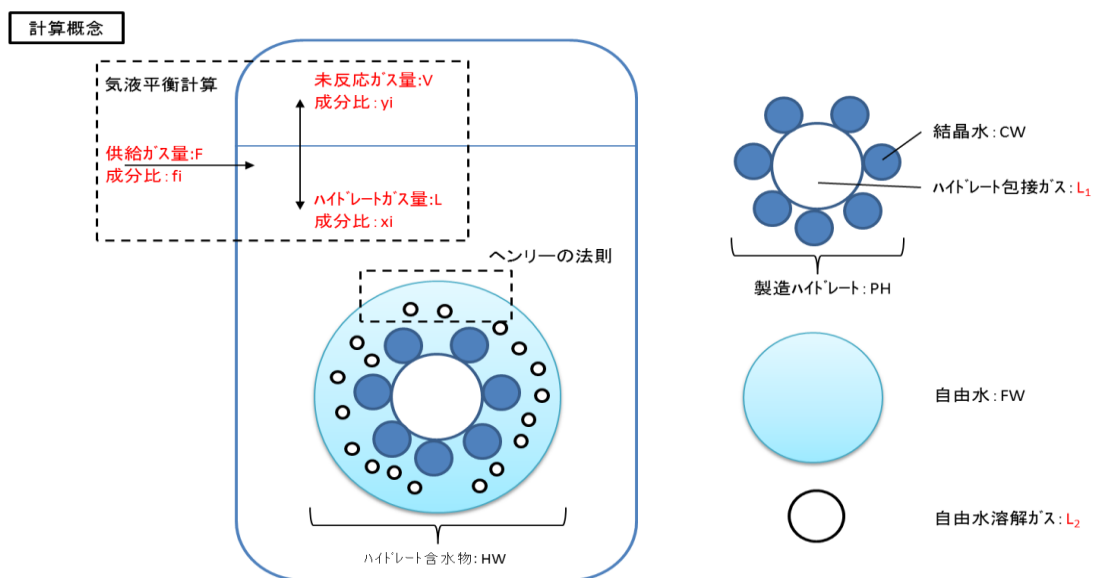 計算概念
気液平衡計算
未反応ガス量:V
成分比:yi
供給ガス量:F
成分比:fi
ハイドレートガス量:L
成分比:xi
ヘンリーの法則
ハイドレート含水物:HW
結晶水:CW
ハイドレート包接ガス:L₁
製造ハイドレート:PH
自由水:FW
自由水溶解ガス:L₂